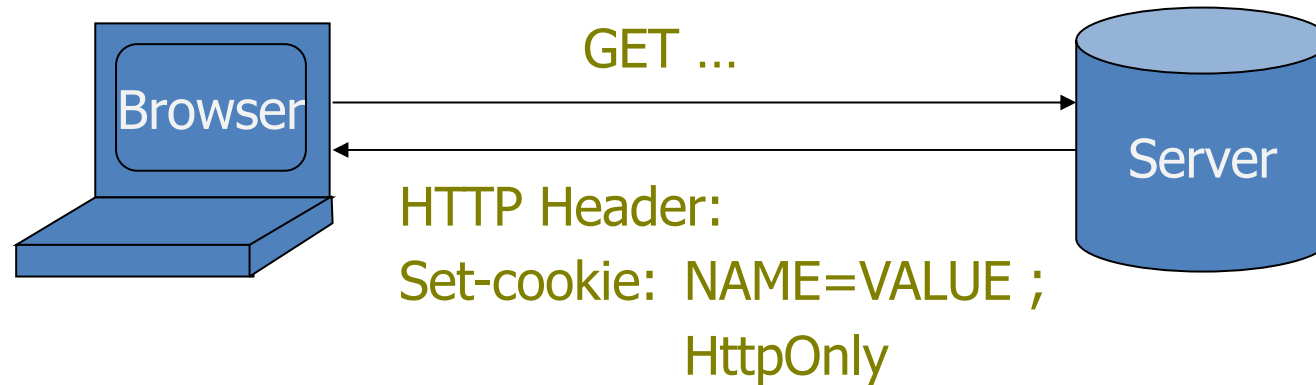 GET ...
Browser
Server
HTTP Header:
Set-cookie: NAME=VALUE ;
HttpOnly